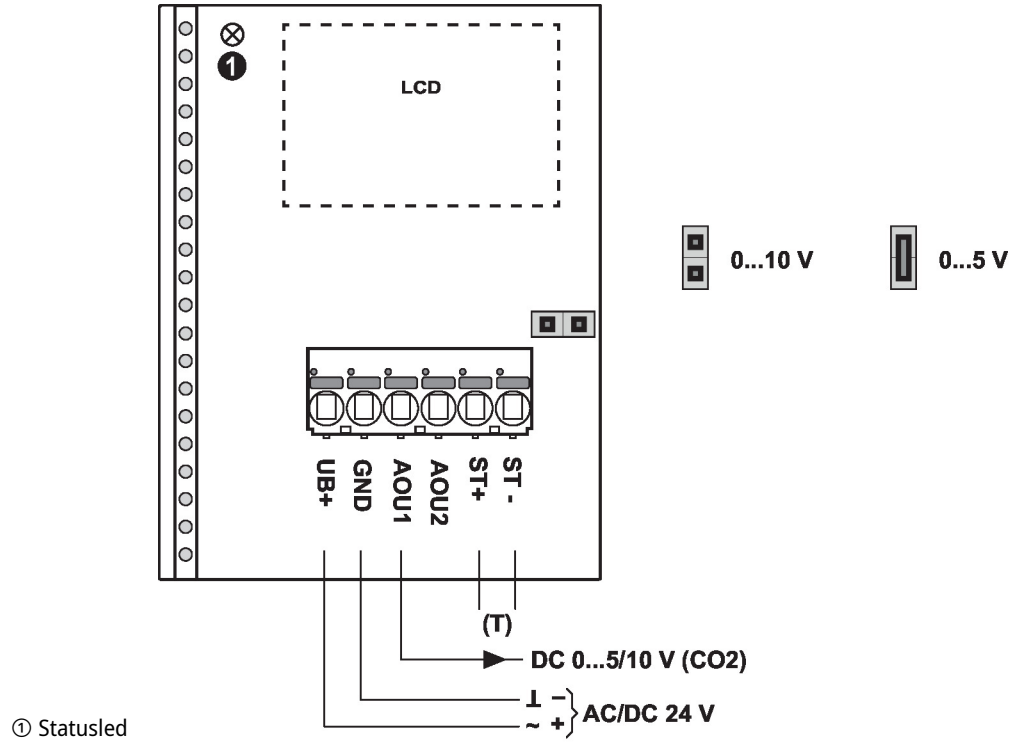 ❶
LCD
0...10 V
0...5 V
UB+
GND
AOU1
AOU2
ST+
ST -
(T)
DC 0...5/10 V (CO2)
⊥ −
~ +
AC/DC 24 V
① Statusled